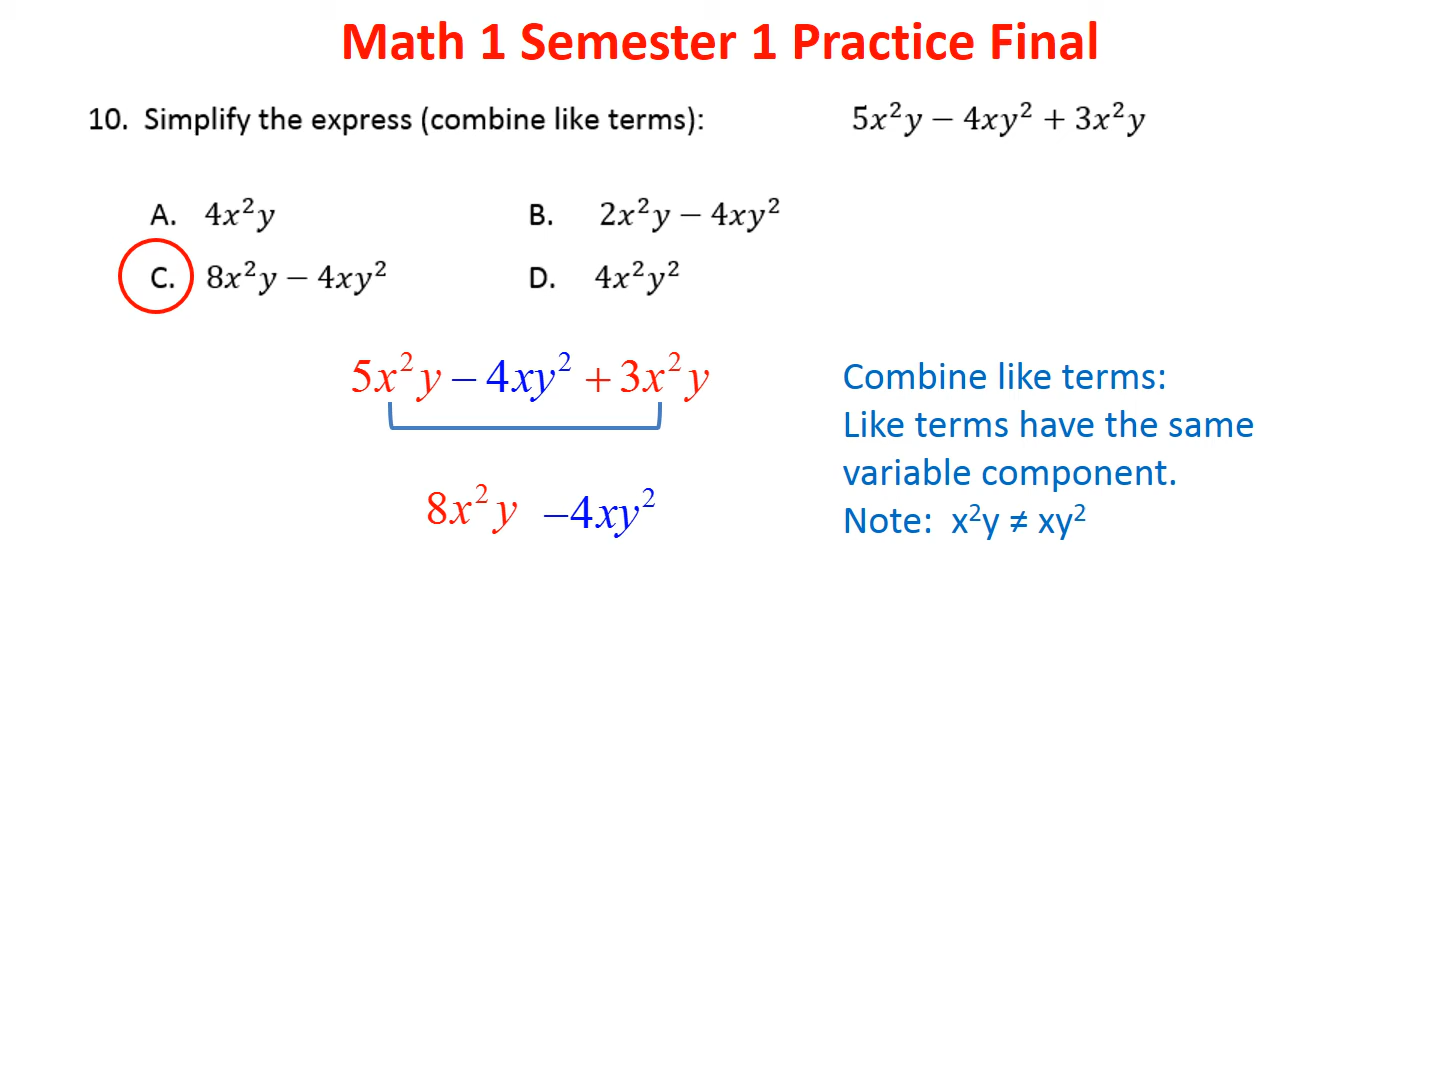 Math 1 Semester 1 Practice Final
10. Simplify the express (combine like terms): 5x²y − 4xy² + 3x²y
A. 4x²y B. 2x²y − 4xy²
C. 8x²y − 4xy² D. 4x²y²
5x²y − 4xy² + 3x²y
8x²y −4xy²
Combine like terms:
Like terms have the same
variable component.
Note: x²y ≠ xy²